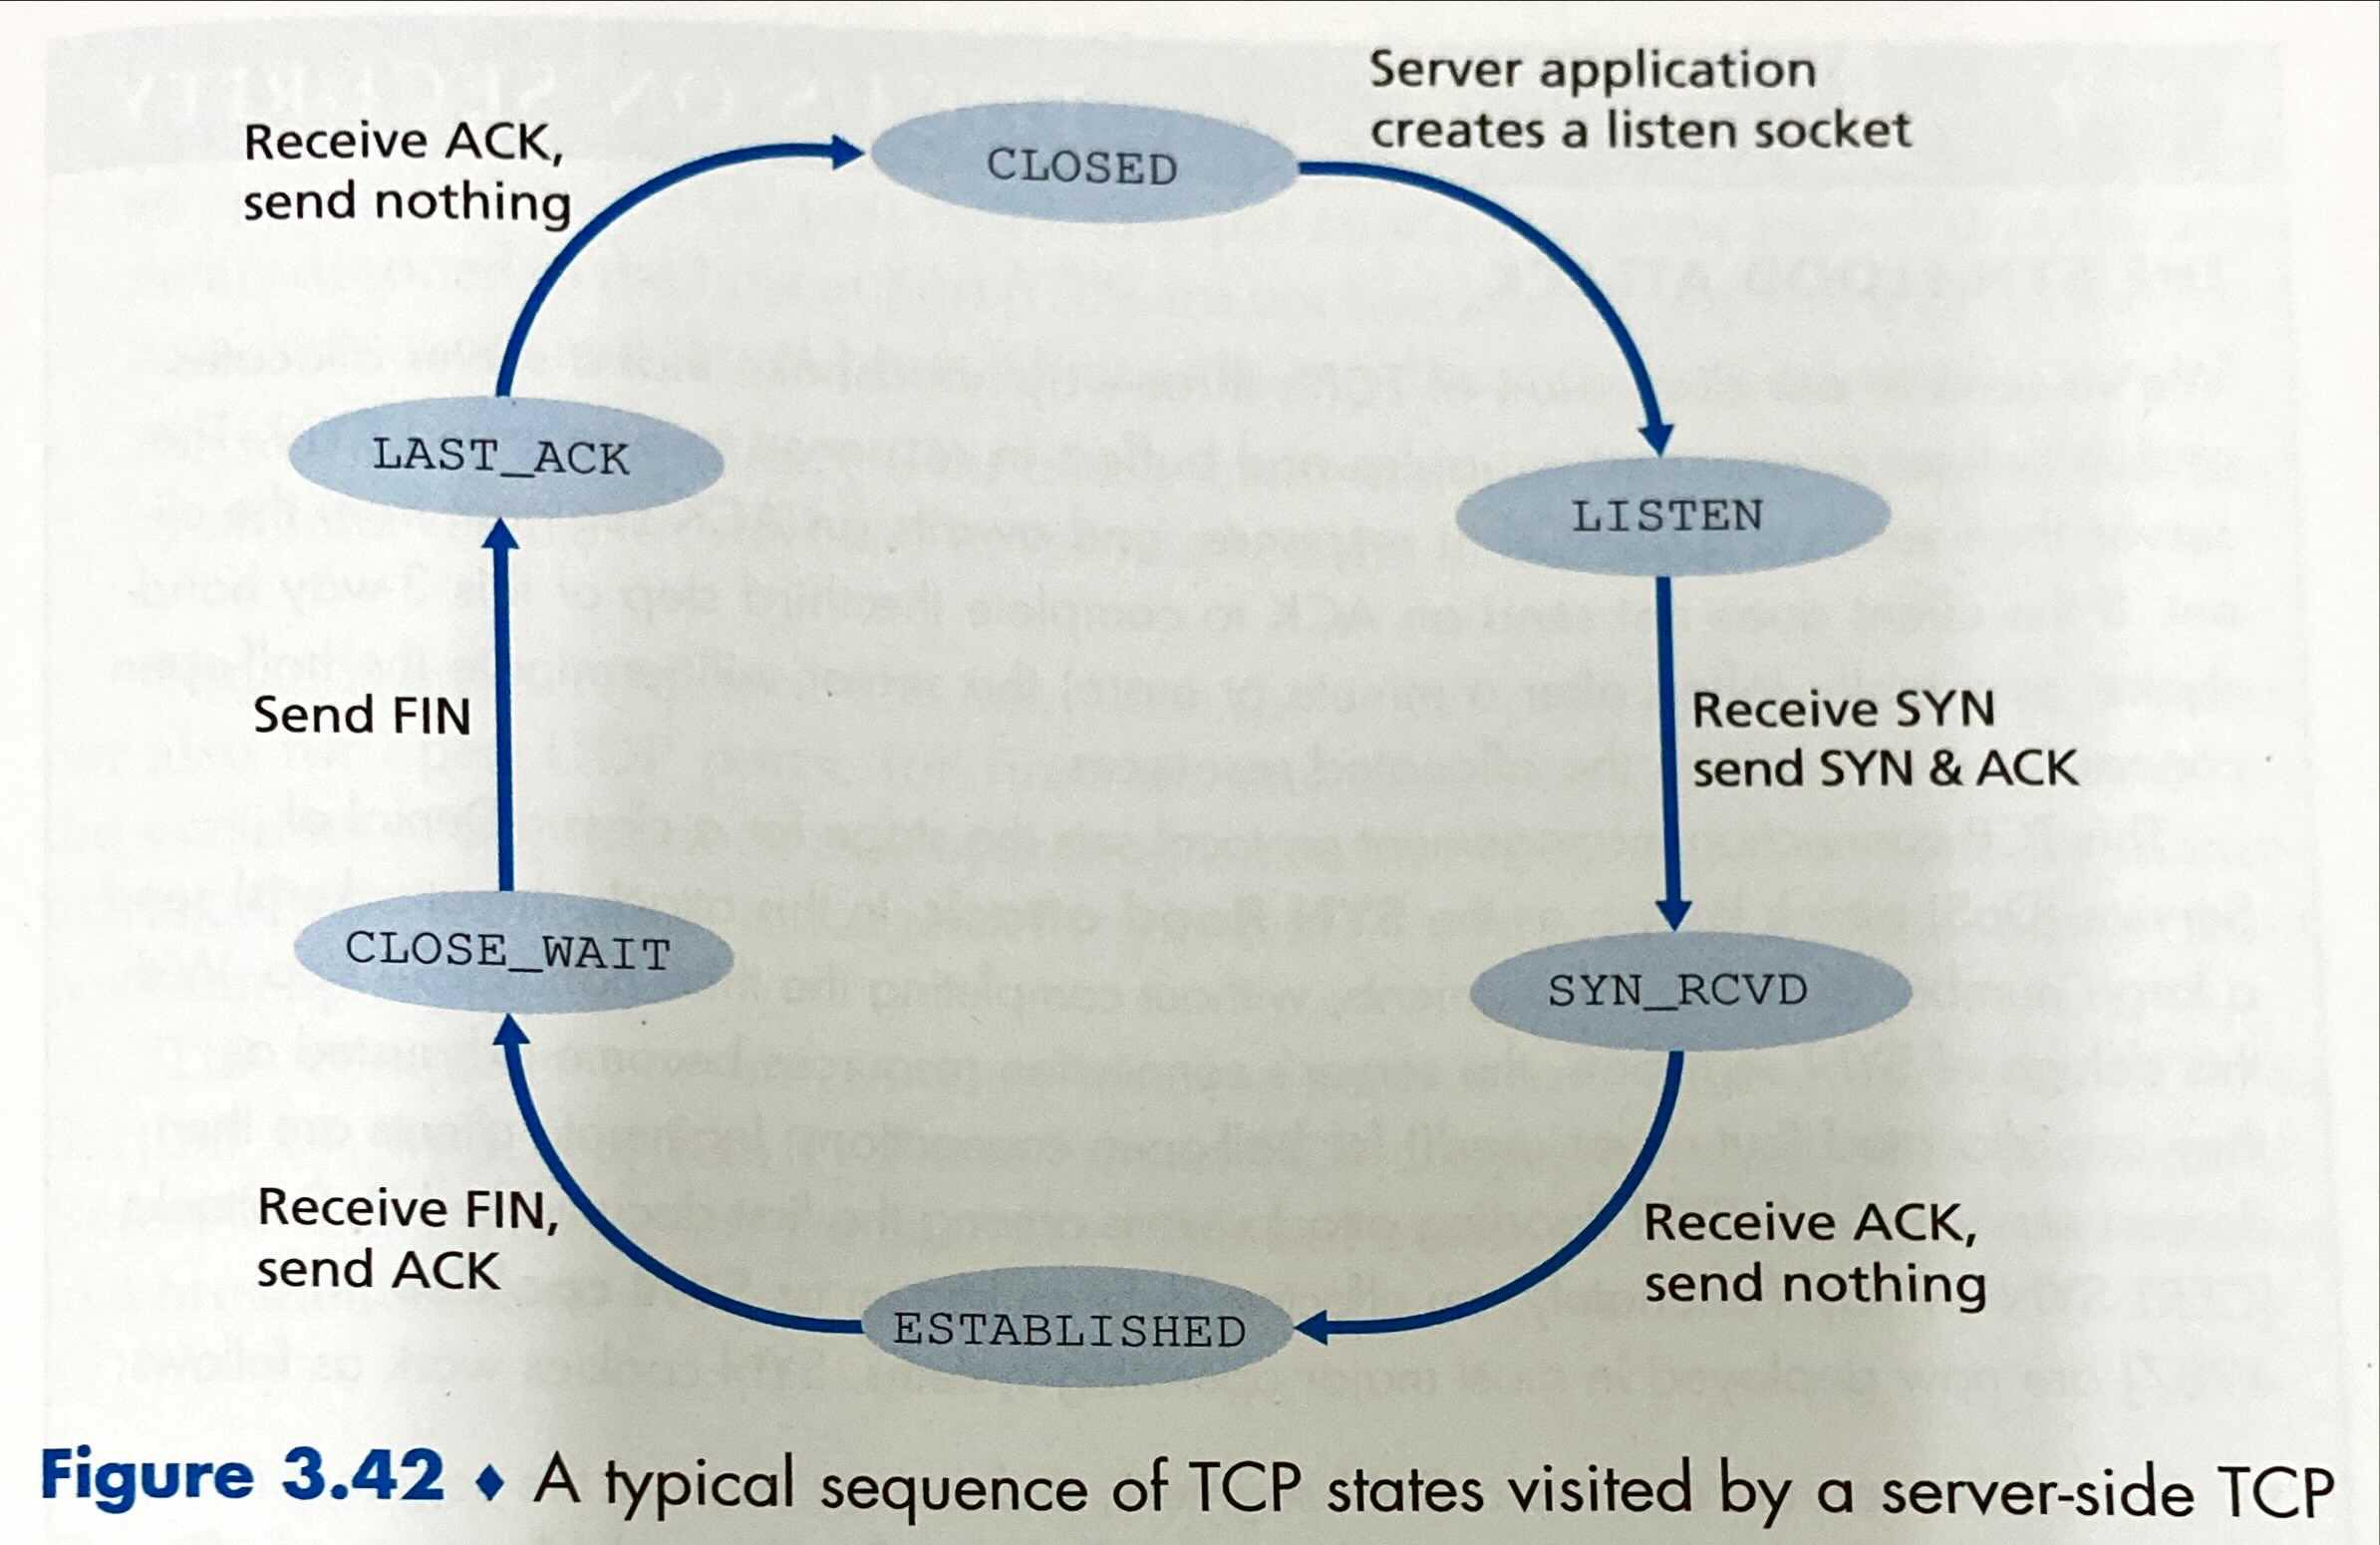 Server application
creates a listen socket
Receive ACK,
send nothing
CLOSED
LAST_ACK
LISTEN
Send FIN
Receive SYN
send SYN & ACK
CLOSE_WAIT
SYN_RCVD
Receive FIN,
send ACK
Receive ACK,
send nothing
ESTABLISHED
Figure 3.42 ♦ A typical sequence of TCP states visited by a server-side TCP